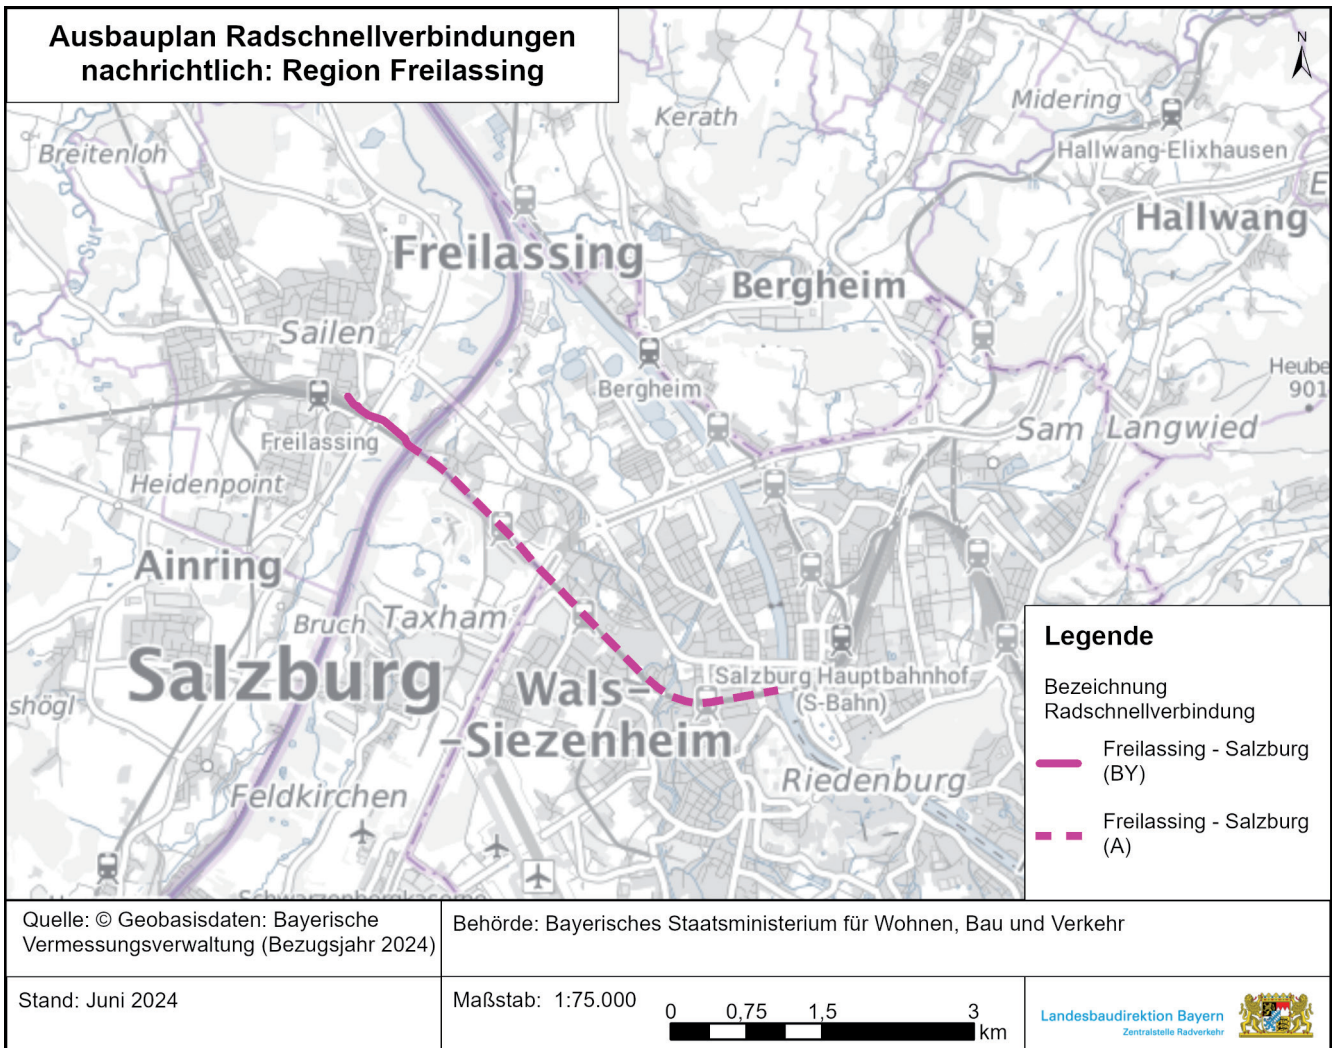 Ausbauplan Radschnellverbindungen
nachrichtlich: Region Freilassing
N
Kerath
Midering
Breitenloh
Hallwang-Elixhausen
Sur
Hallwang
Freilassing
Bergheim
Sailen
Bergheim
Heube
901
Freilassing
Sam
Langwied
Heidenpoint
Ainring
Bruch
Taxham
Salzburg
Wals-
-Siezenheim
Salzburg Hauptbahnhof
(S-Bahn)
shögl
Riedenburg
Feldkirchen
Schwarzenbergkaserne
Legende
Bezeichnung
Radschnellverbindung
Freilassing - Salzburg
(BY)
Freilassing - Salzburg
(A)
Quelle: © Geobasisdaten: Bayerische
Vermessungsverwaltung (Bezugsjahr 2024)
Behörde: Bayerisches Staatsministerium für Wohnen, Bau und Verkehr
Stand: Juni 2024
Maßstab: 1:75.000
0 0,75 1,5 3
km
Landesbaudirektion Bayern
Zentralstelle Radverkehr